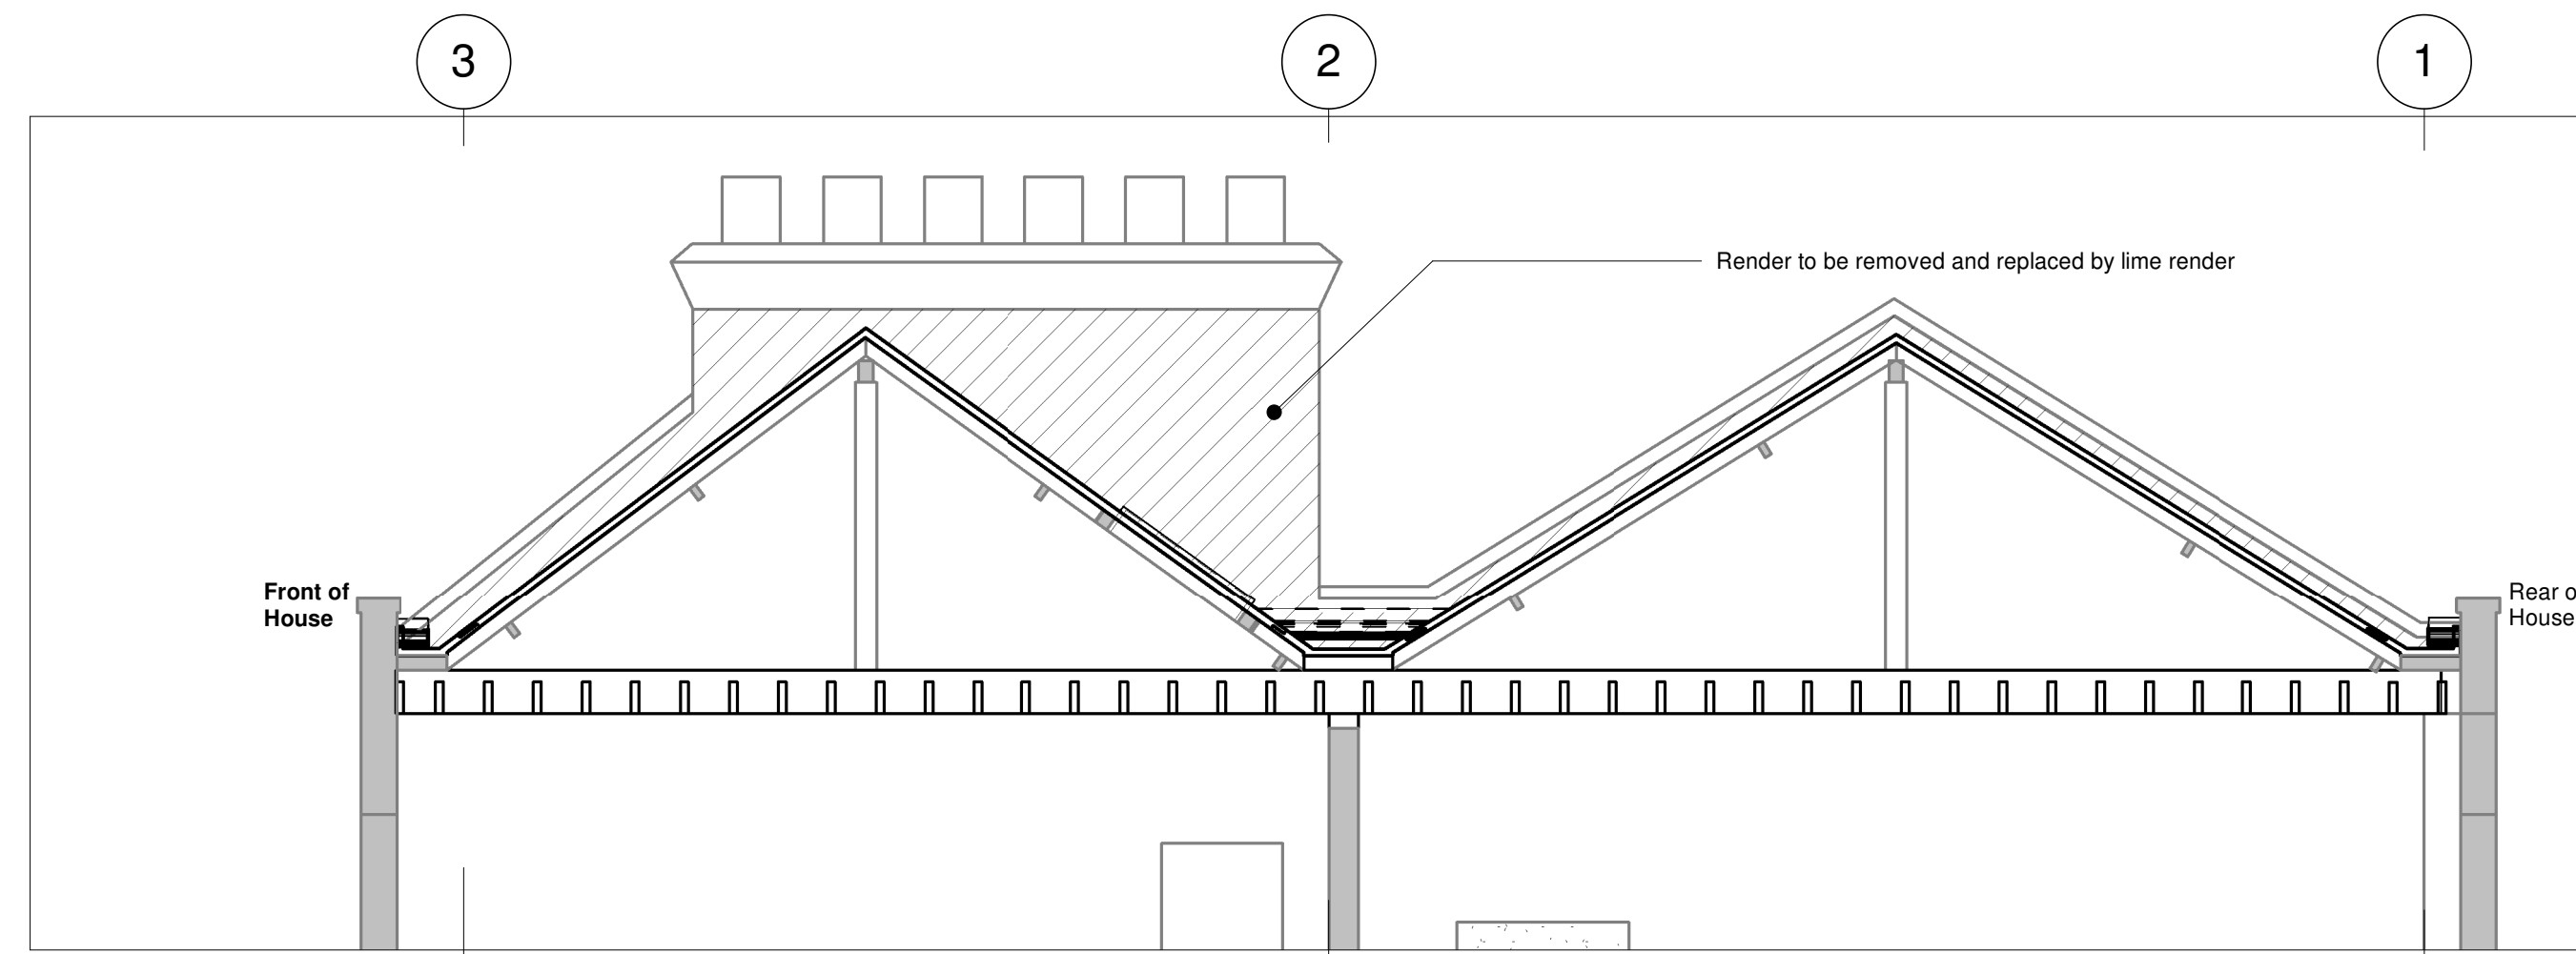 3
2
1
Render to be removed and replaced by lime render
Front of
House
Rear o
House